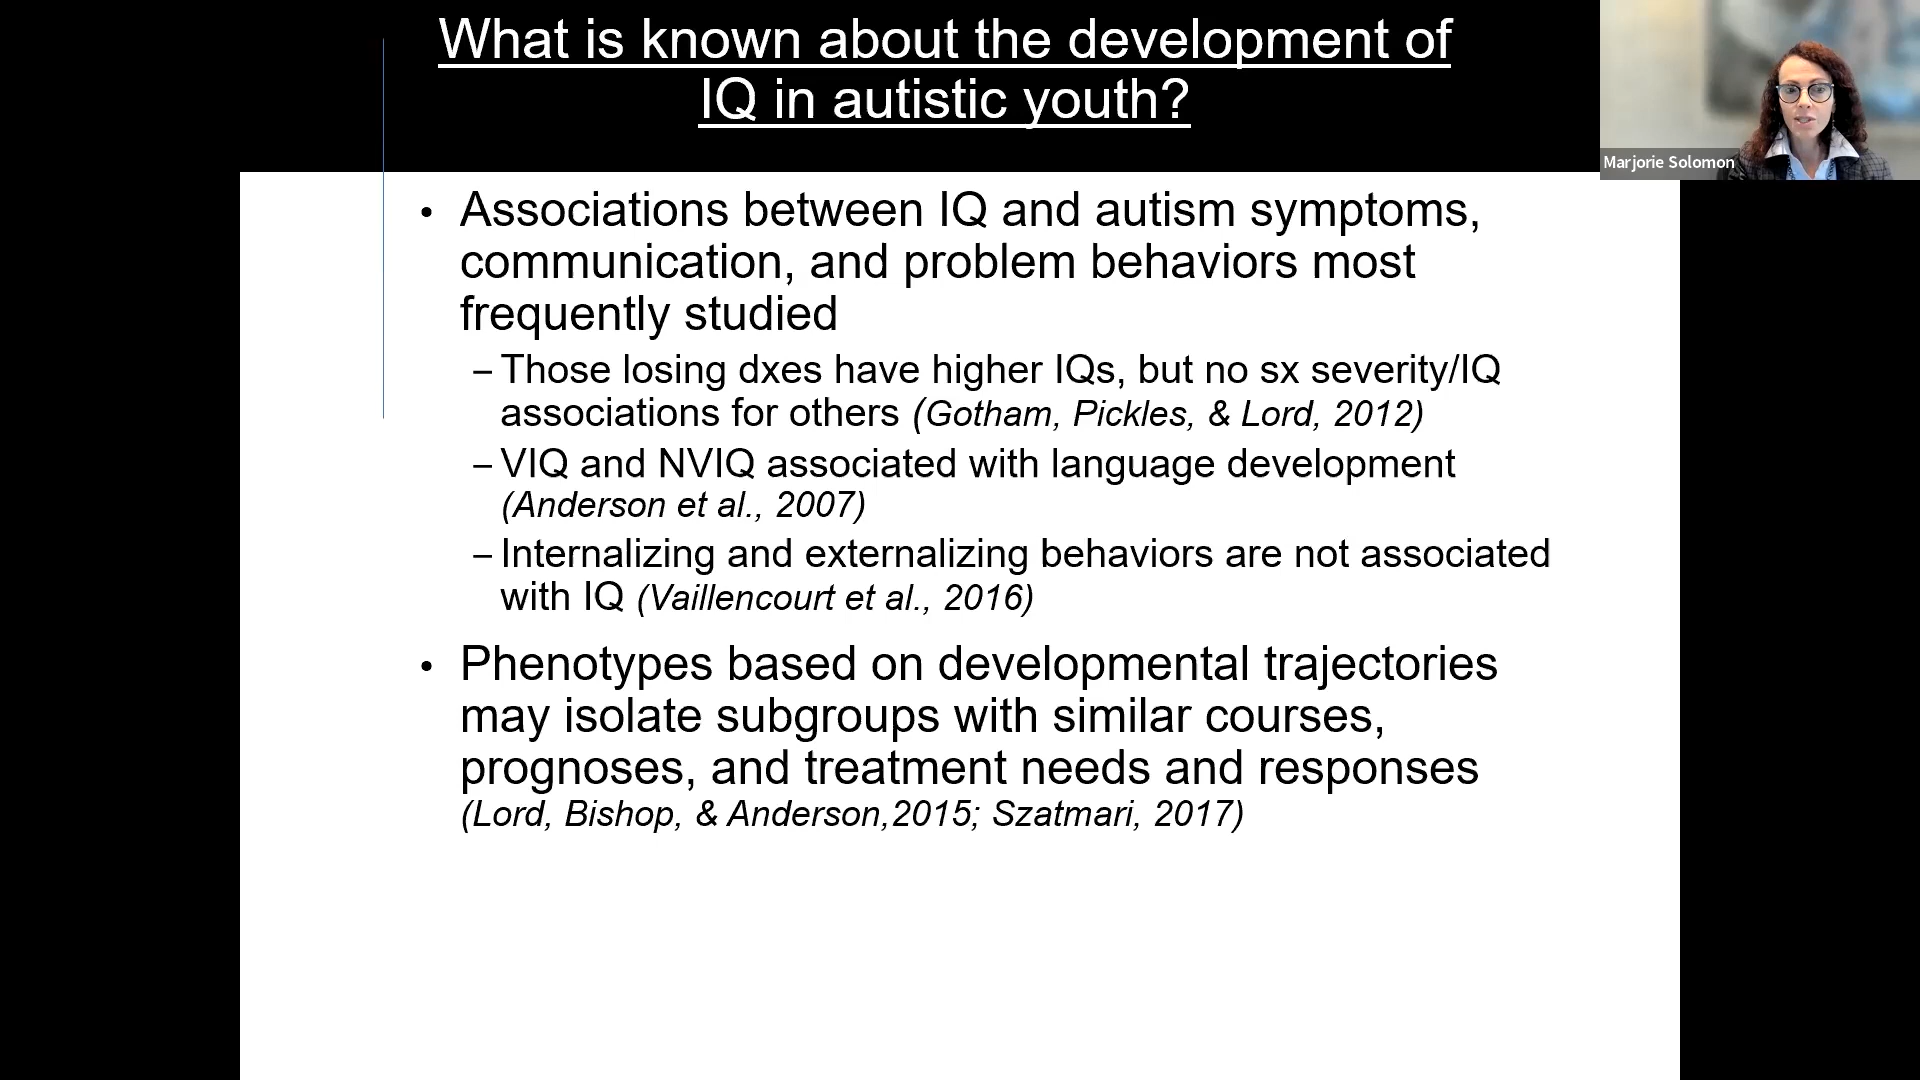 What is known about the development of
IQ in autistic youth?
Marjorie Solomon
• Associations between IQ and autism symptoms,
communication, and problem behaviors most
frequently studied
– Those losing dxes have higher IQs, but no sx severity/IQ
associations for others (Gotham, Pickles, & Lord, 2012)
– VIQ and NVIQ associated with language development
(Anderson et al., 2007)
– Internalizing and externalizing behaviors are not associated
with IQ (Vaillencourt et al., 2016)
• Phenotypes based on developmental trajectories
may isolate subgroups with similar courses,
prognoses, and treatment needs and responses
(Lord, Bishop, & Anderson,2015; Szatmari, 2017)